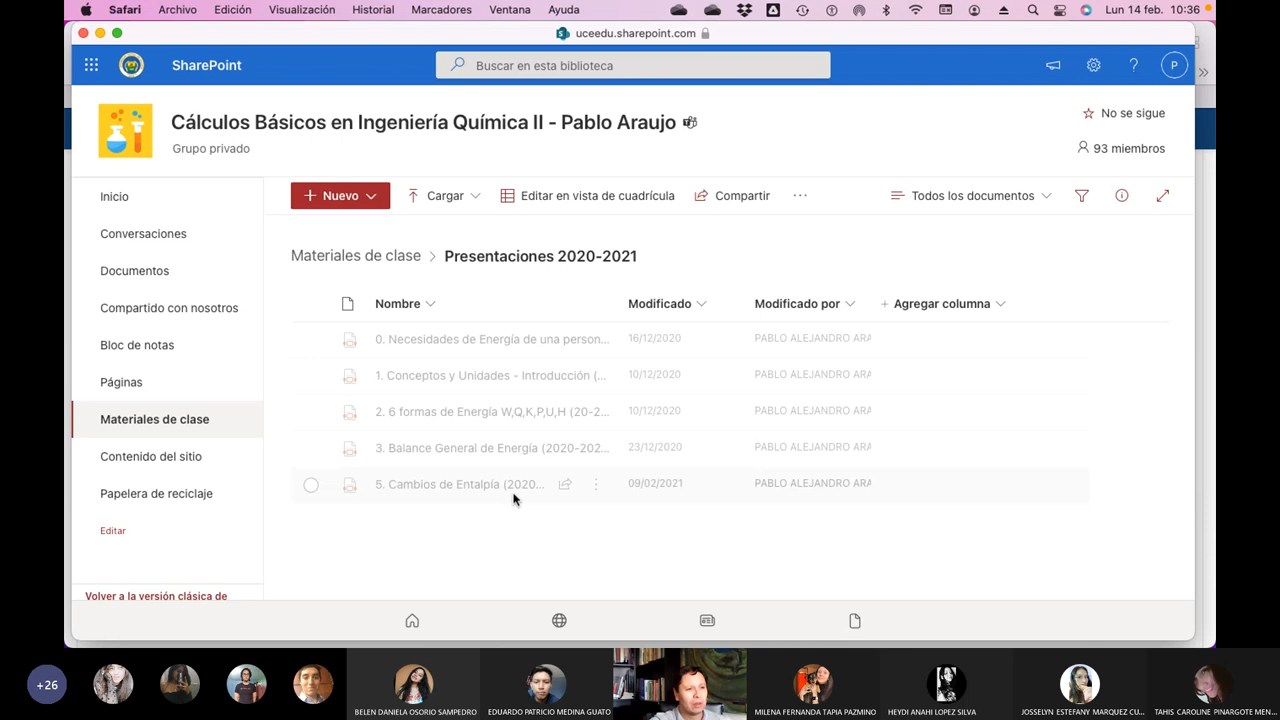 Safari Archivo Edición Visualización Historial Marcadores Ventana Ayuda Lun 14 feb. 10:36
uceedu.sharepoint.com
SharePoint Buscar en esta biblioteca ? P
Cálculos Básicos en Ingeniería Química II - Pablo Araujo
No se sigue
Grupo privado
93 miembros
Inicio
Conversaciones
Documentos
Compartido con nosotros
Bloc de notas
Páginas
Materiales de clase
Contenido del sitio
Papelera de reciclaje
Editar
Volver a la versión clásica de
+ Nuevo Cargar Editar en vista de cuadrícula Compartir ... Todos los documentos
Materiales de clase > Presentaciones 2020-2021
Nombre Modificado Modificado por + Agregar columna
0. Necesidades de Energía de una person... 16/12/2020 PABLO ALEJANDRO ARA
1. Conceptos y Unidades - Introducción (... 10/12/2020 PABLO ALEJANDRO ARA
2. 6 formas de Energía W,Q,K,P,U,H (20-2... 10/12/2020 PABLO ALEJANDRO ARA
3. Balance General de Energía (2020-202... 23/12/2020 PABLO ALEJANDRO ARA
5. Cambios de Entalpía (2020... 09/02/2021 PABLO ALEJANDRO ARA
+26
BELEN DANIELA OSORIO SAMPEDRO
EDUARDO PATRICIO MEDINA GUATO
MILENA FERNANDA TAPIA PAZMINO
HEYDI ANAHI LOPEZ SILVA
JOSSELYN ESTEFANY MARQUEZ CU...
TAHIS CAROLINE PINARGOTE MEN...